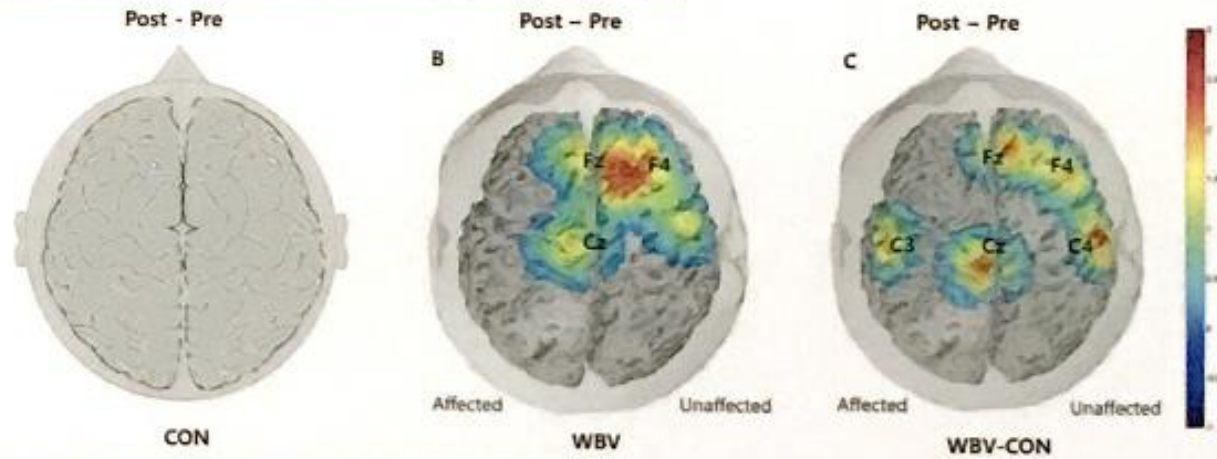 Post - Pre
Post – Pre
Post – Pre
B
C
Fz
F4
Cz
Fz
F4
C3
Cz
C4
Affected
Unaffected
Affected
Unaffected
CON
WBV
WBV-CON